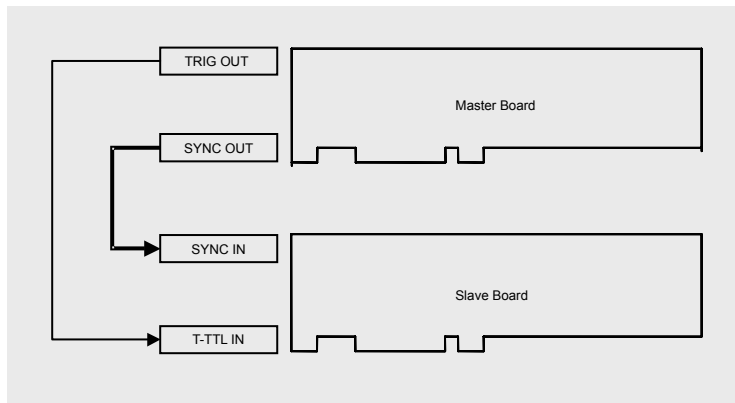 TRIG OUT
Master Board
SYNC OUT
SYNC IN
Slave Board
T-TTL IN